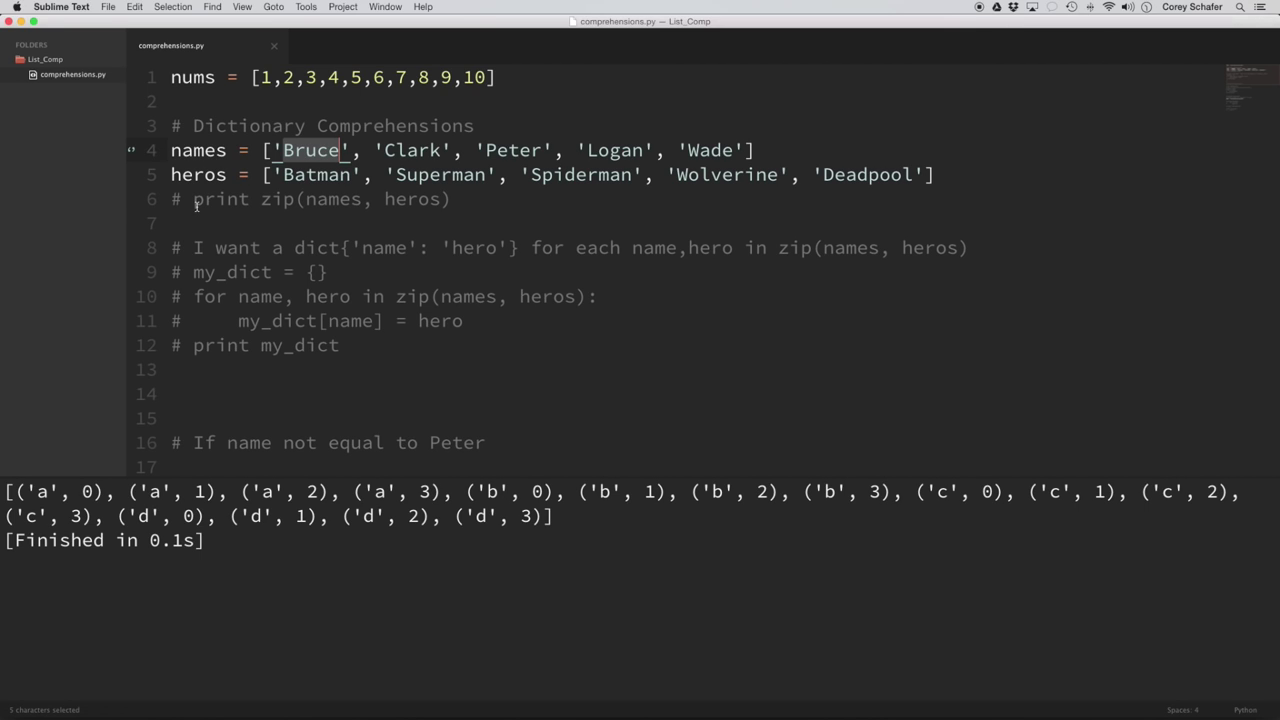 Sublime Text File Edit Selection Find View Goto Tools Project Window Help Corey Schafer
comprehensions.py — List_Comp
FOLDERS
List_Comp
comprehensions.py
comprehensions.py
1 nums = [1,2,3,4,5,6,7,8,9,10]
2
3 # Dictionary Comprehensions
4 names = ['Bruce', 'Clark', 'Peter', 'Logan', 'Wade']
5 heros = ['Batman', 'Superman', 'Spiderman', 'Wolverine', 'Deadpool']
6 # print zip(names, heros)
7
8 # I want a dict{'name': 'hero'} for each name,hero in zip(names, heros)
9 # my_dict = {}
10 # for name, hero in zip(names, heros):
11 #     my_dict[name] = hero
12 # print my_dict
13
14
15
16 # If name not equal to Peter
17
[('a', 0), ('a', 1), ('a', 2), ('a', 3), ('b', 0), ('b', 1), ('b', 2), ('b', 3), ('c', 0), ('c', 1), ('c', 2),
('c', 3), ('d', 0), ('d', 1), ('d', 2), ('d', 3)]
[Finished in 0.1s]
5 characters selected
Spaces: 4 Python